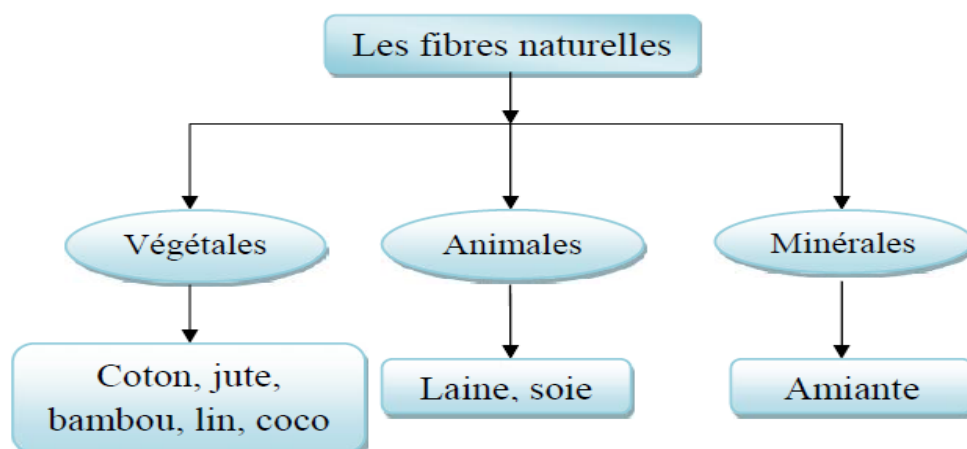 Les fibres naturelles
Végétales
Animales
Minérales
Coton, jute,
bambou, lin, coco
Laine, soie
Amiante